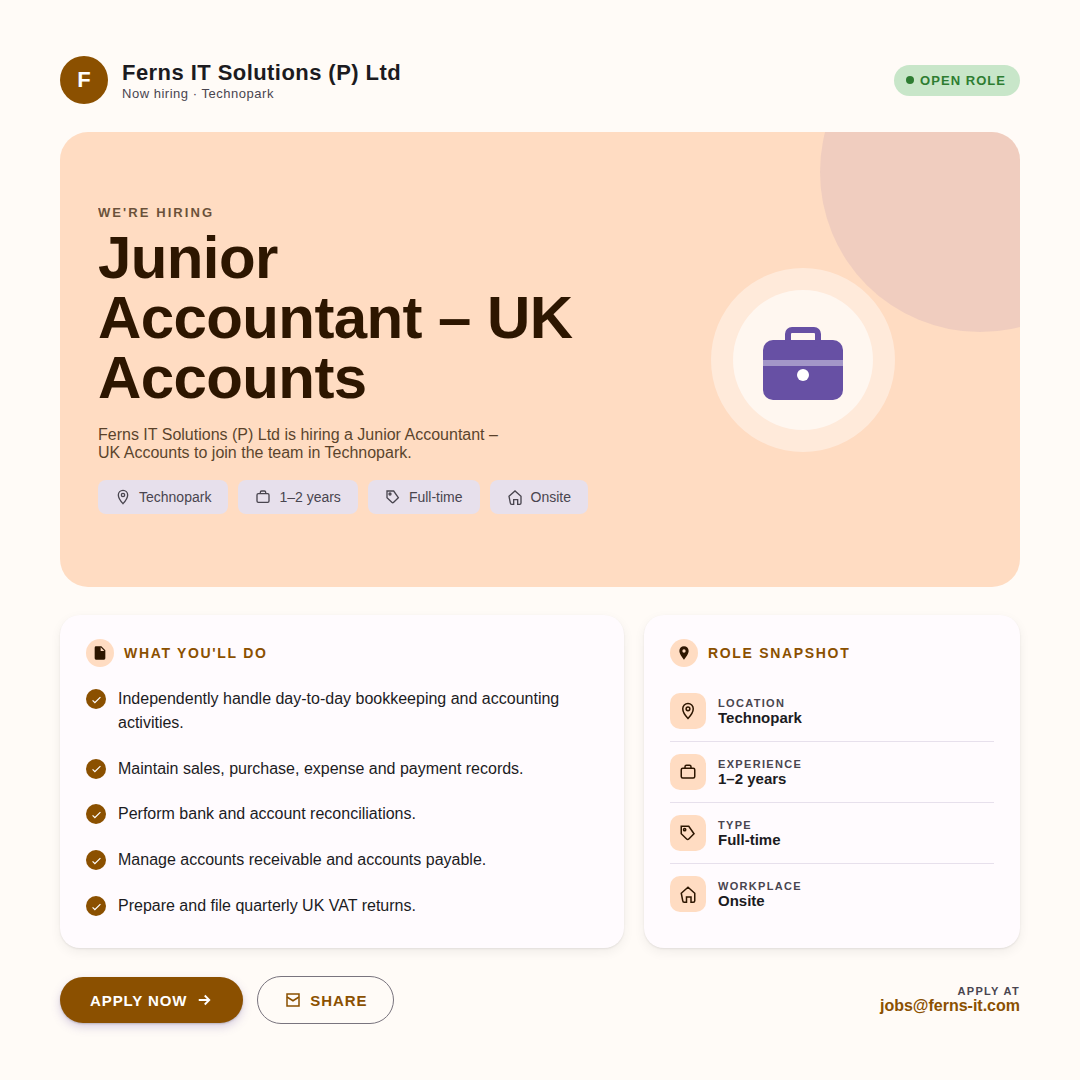 F
Ferns IT Solutions (P) Ltd
Now hiring · Technopark
OPEN ROLE
WE'RE HIRING
Junior
Accountant – UK
Accounts
Ferns IT Solutions (P) Ltd is hiring a Junior Accountant –
UK Accounts to join the team in Technopark.
Technopark
1–2 years
Full-time
Onsite
WHAT YOU'LL DO
Independently handle day-to-day bookkeeping and accounting
activities.
Maintain sales, purchase, expense and payment records.
Perform bank and account reconciliations.
Manage accounts receivable and accounts payable.
Prepare and file quarterly UK VAT returns.
ROLE SNAPSHOT
LOCATION
Technopark
EXPERIENCE
1–2 years
TYPE
Full-time
WORKPLACE
Onsite
APPLY NOW
SHARE
APPLY AT
jobs@ferns-it.com